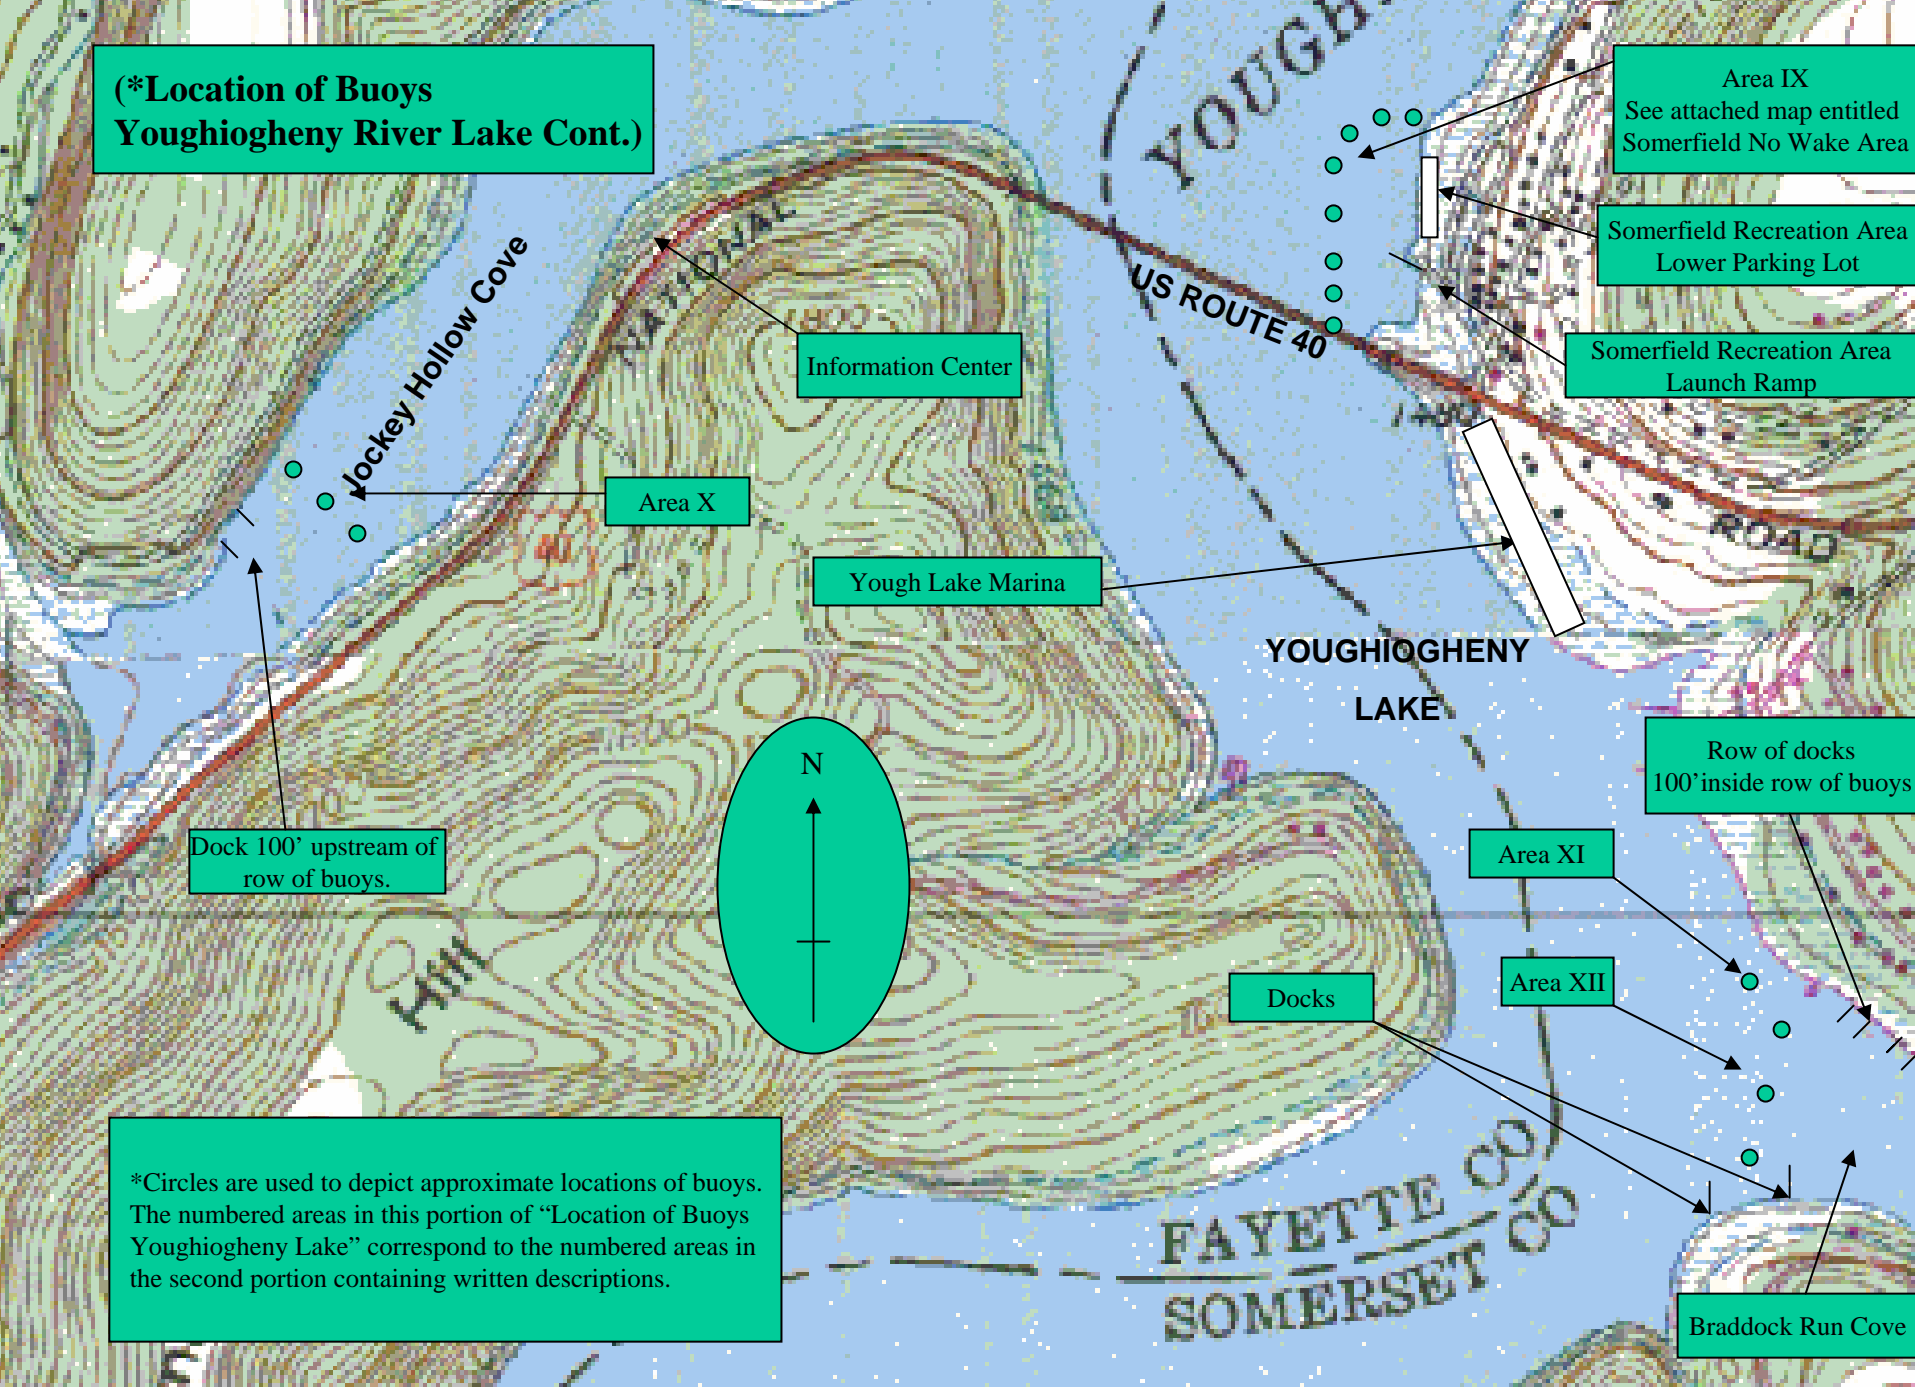 (*Location of Buoys
Youghiogheny River Lake Cont.)
YOUGH
Area IX
See attached map entitled
Somerfield No Wake Area
Somerfield Recreation Area
Lower Parking Lot
Somerfield Recreation Area
Launch Ramp
NATIONAL
Jockey Hollow Cove
US ROUTE 40
Information Center
Area X
40
ROAD
Yough Lake Marina
YOUGHIOGHENY
LAKE
Row of docks
100’inside row of buoys
N
Dock 100’ upstream of
row of buoys.
Area XI
Area XII
Docks
Hill
FAYETTE CO
SOMERSET CO
*Circles are used to depict approximate locations of buoys.
The numbered areas in this portion of “Location of Buoys
Youghiogheny Lake” correspond to the numbered areas in
the second portion containing written descriptions.
Braddock Run Cove